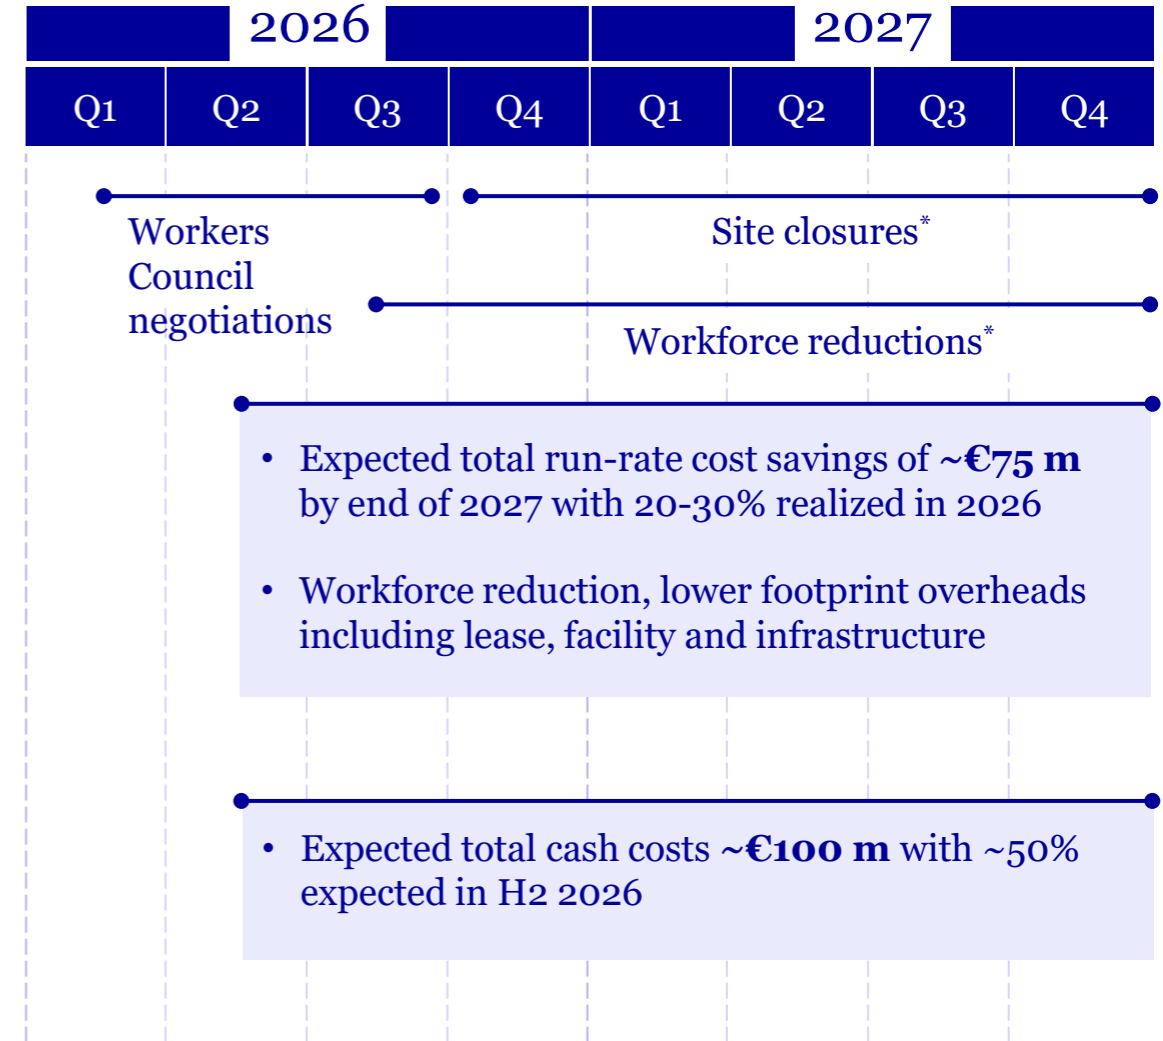 2026 2027
Q1 Q2 Q3 Q4 Q1 Q2 Q3 Q4
Workers
Council
negotiations
Site closures*
Workforce reductions*
• Expected total run-rate cost savings of ~€75 m
by end of 2027 with 20-30% realized in 2026
• Workforce reduction, lower footprint overheads
including lease, facility and infrastructure
• Expected total cash costs ~€100 m with ~50%
expected in H2 2026